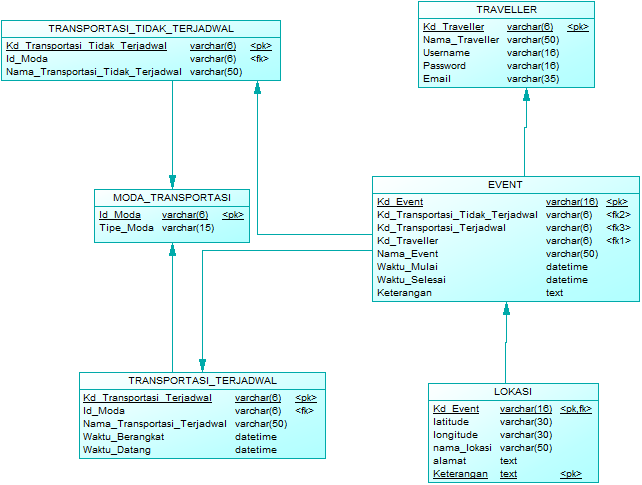 TRANSPORTASI_TIDAK_TERJADWAL
Kd_Transportasi_Tidak_Terjadwal varchar(6) <pk>
Id_Moda varchar(6) <fk>
Nama_Transportasi_Tidak_Terjadwal varchar(50)
TRAVELLER
Kd_Traveller varchar(6) <pk>
Nama_Traveller varchar(50)
Username varchar(16)
Password varchar(16)
Email varchar(35)
MODA_TRANSPORTASI
Id_Moda varchar(6) <pk>
Tipe_Moda varchar(15)
EVENT
Kd_Event varchar(16) <pk>
Kd_Transportasi_Tidak_Terjadwal varchar(6) <fk2>
Kd_Transportasi_Terjadwal varchar(6) <fk3>
Kd_Traveller varchar(6) <fk1>
Nama_Event varchar(50)
Waktu_Mulai datetime
Waktu_Selesai datetime
Keterangan text
TRANSPORTASI_TERJADWAL
Kd_Transportasi_Terjadwal varchar(6) <pk>
Id_Moda varchar(6) <fk>
Nama_Transportasi_Terjadwal varchar(50)
Waktu_Berangkat datetime
Waktu_Datang datetime
LOKASI
Kd_Event varchar(16) <pk,fk>
latitude varchar(30)
longitude varchar(30)
nama_lokasi varchar(50)
alamat text
Keterangan text <pk>